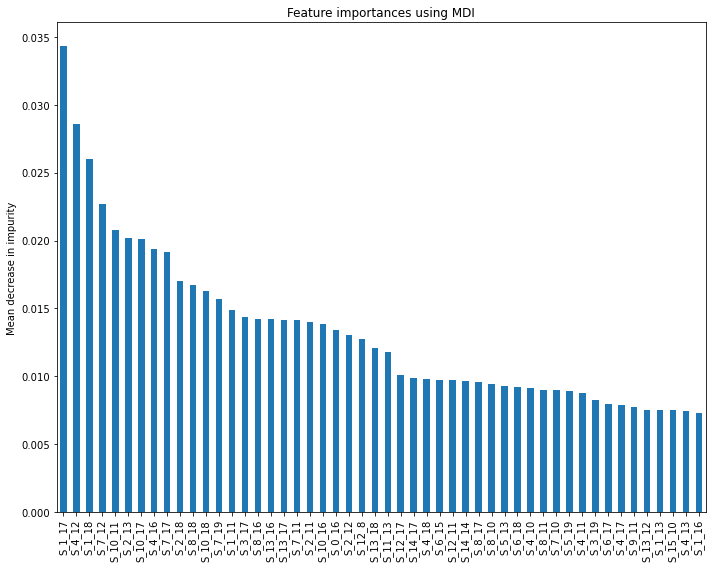 Feature importances using MDI
Mean decrease in impurity
0.035
0.030
0.025
0.020
0.015
0.010
0.005
0.000
S_1_17
S_4_12
S_1_18
S_7_12
S_10_11
S_2_13
S_10_17
S_4_16
S_7_17
S_2_18
S_8_18
S_10_18
S_7_19
S_1_11
S_3_17
S_8_16
S_13_16
S_13_17
S_7_11
S_2_11
S_10_16
S_0_16
S_2_12
S_12_8
S_13_18
S_11_13
S_12_17
S_14_17
S_4_18
S_6_15
S_12_11
S_14_14
S_8_17
S_8_10
S_5_13
S_6_18
S_4_10
S_8_11
S_7_10
S_5_19
S_4_11
S_3_19
S_6_17
S_4_17
S_9_11
S_13_12
S_1_13
S_15_10
S_4_13
S_1_16